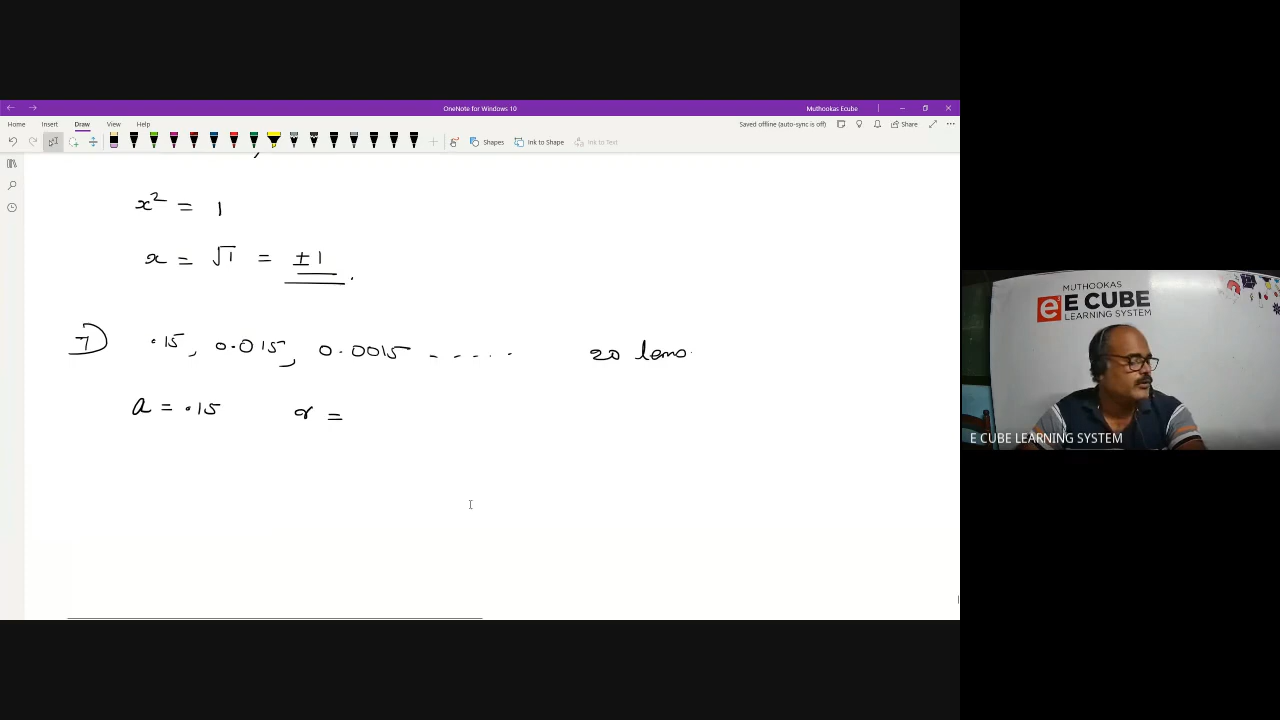 OneNote for Windows 10
Muthookas Ecube
Home Insert Draw View Help
Saved offline (auto-sync is off)
Share
Shapes
Ink to Shape
Ink to Text
x² = 1
x = √1 = ±1
7) .15, 0.015, 0.0015 - - - - - 20
a = .15 r =
MUTHOOKAS
e³ E CUBE
LEARNING SYSTEM
E CUBE LEARNING SYSTEM